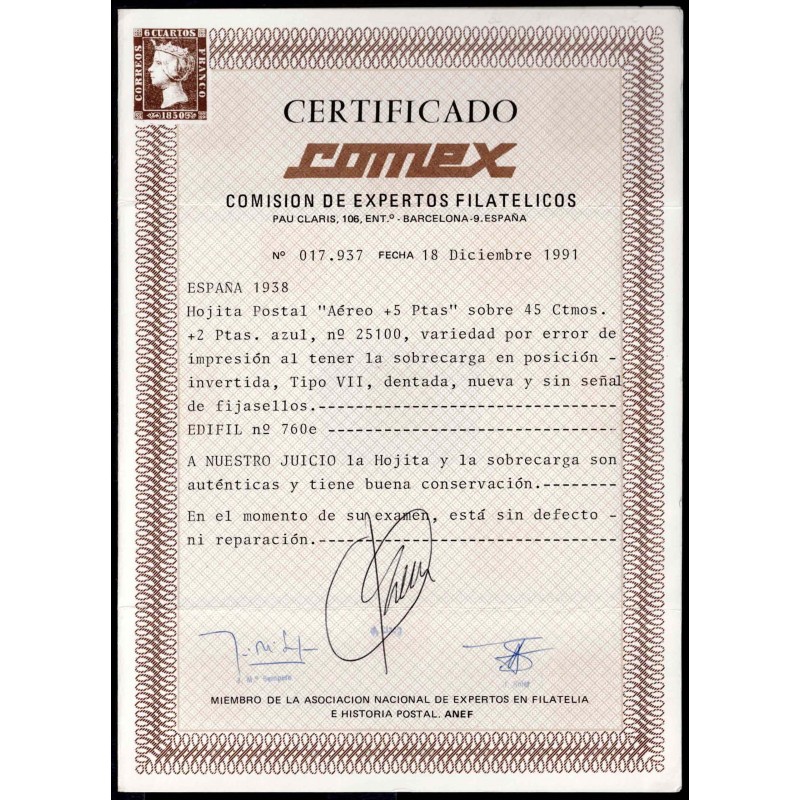 6 CUARTOS
CORREOS
FRANCO
1850
CERTIFICADO
comex
COMISION DE EXPERTOS FILATELICOS
PAU CLARIS, 106, ENT.º - BARCELONA-9. ESPAÑA
Nº 017.937 FECHA 18 Diciembre 1991
ESPAÑA 1938
Hojita Postal "Aéreo +5 Ptas" sobre 45 Ctmos.
+2 Ptas. azul, nº 25100, variedad por error de
impresión al tener la sobrecarga en posición -
invertida, Tipo VII, dentada, nueva y sin señal
de fijasellos.-----------------------------
EDIFIL nº 760e ----------------------------
A NUESTRO JUICIO la Hojita y la sobrecarga son
auténticas y tiene buena conservación.-------
En el momento de su examen, está sin defecto -
ni reparación.-----------------------------
J. M.ª Sempere
MIEMBRO DE LA ASOCIACION NACIONAL DE EXPERTOS EN FILATELIA
E HISTORIA POSTAL. ANEF